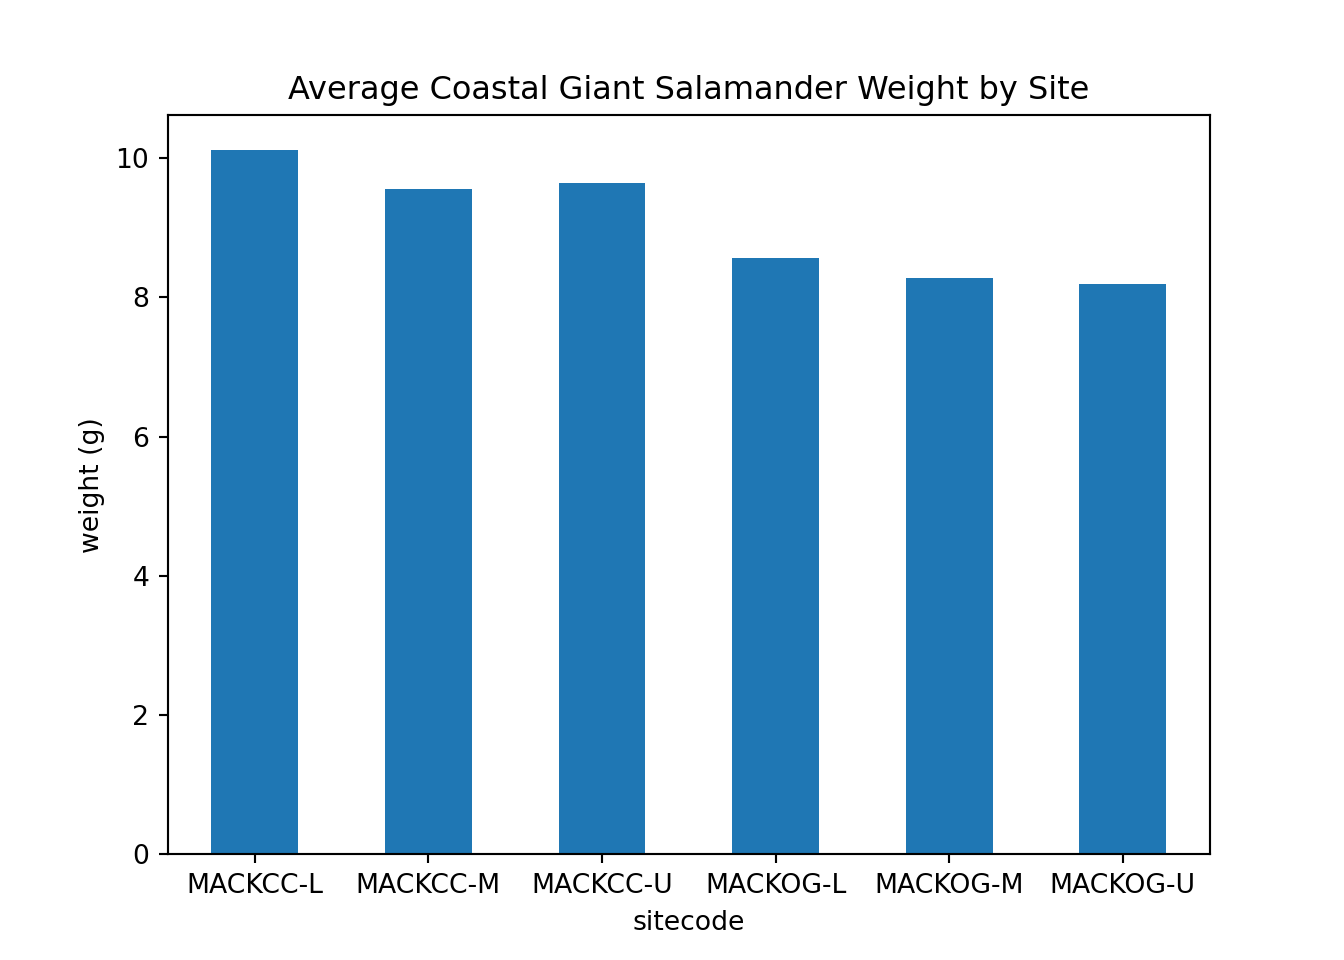 Average Coastal Giant Salamander Weight by Site
10
8
6
4
2
0
weight (g)
MACKCC-L MACKCC-M MACKCC-U MACKOG-L MACKOG-M MACKOG-U
sitecode